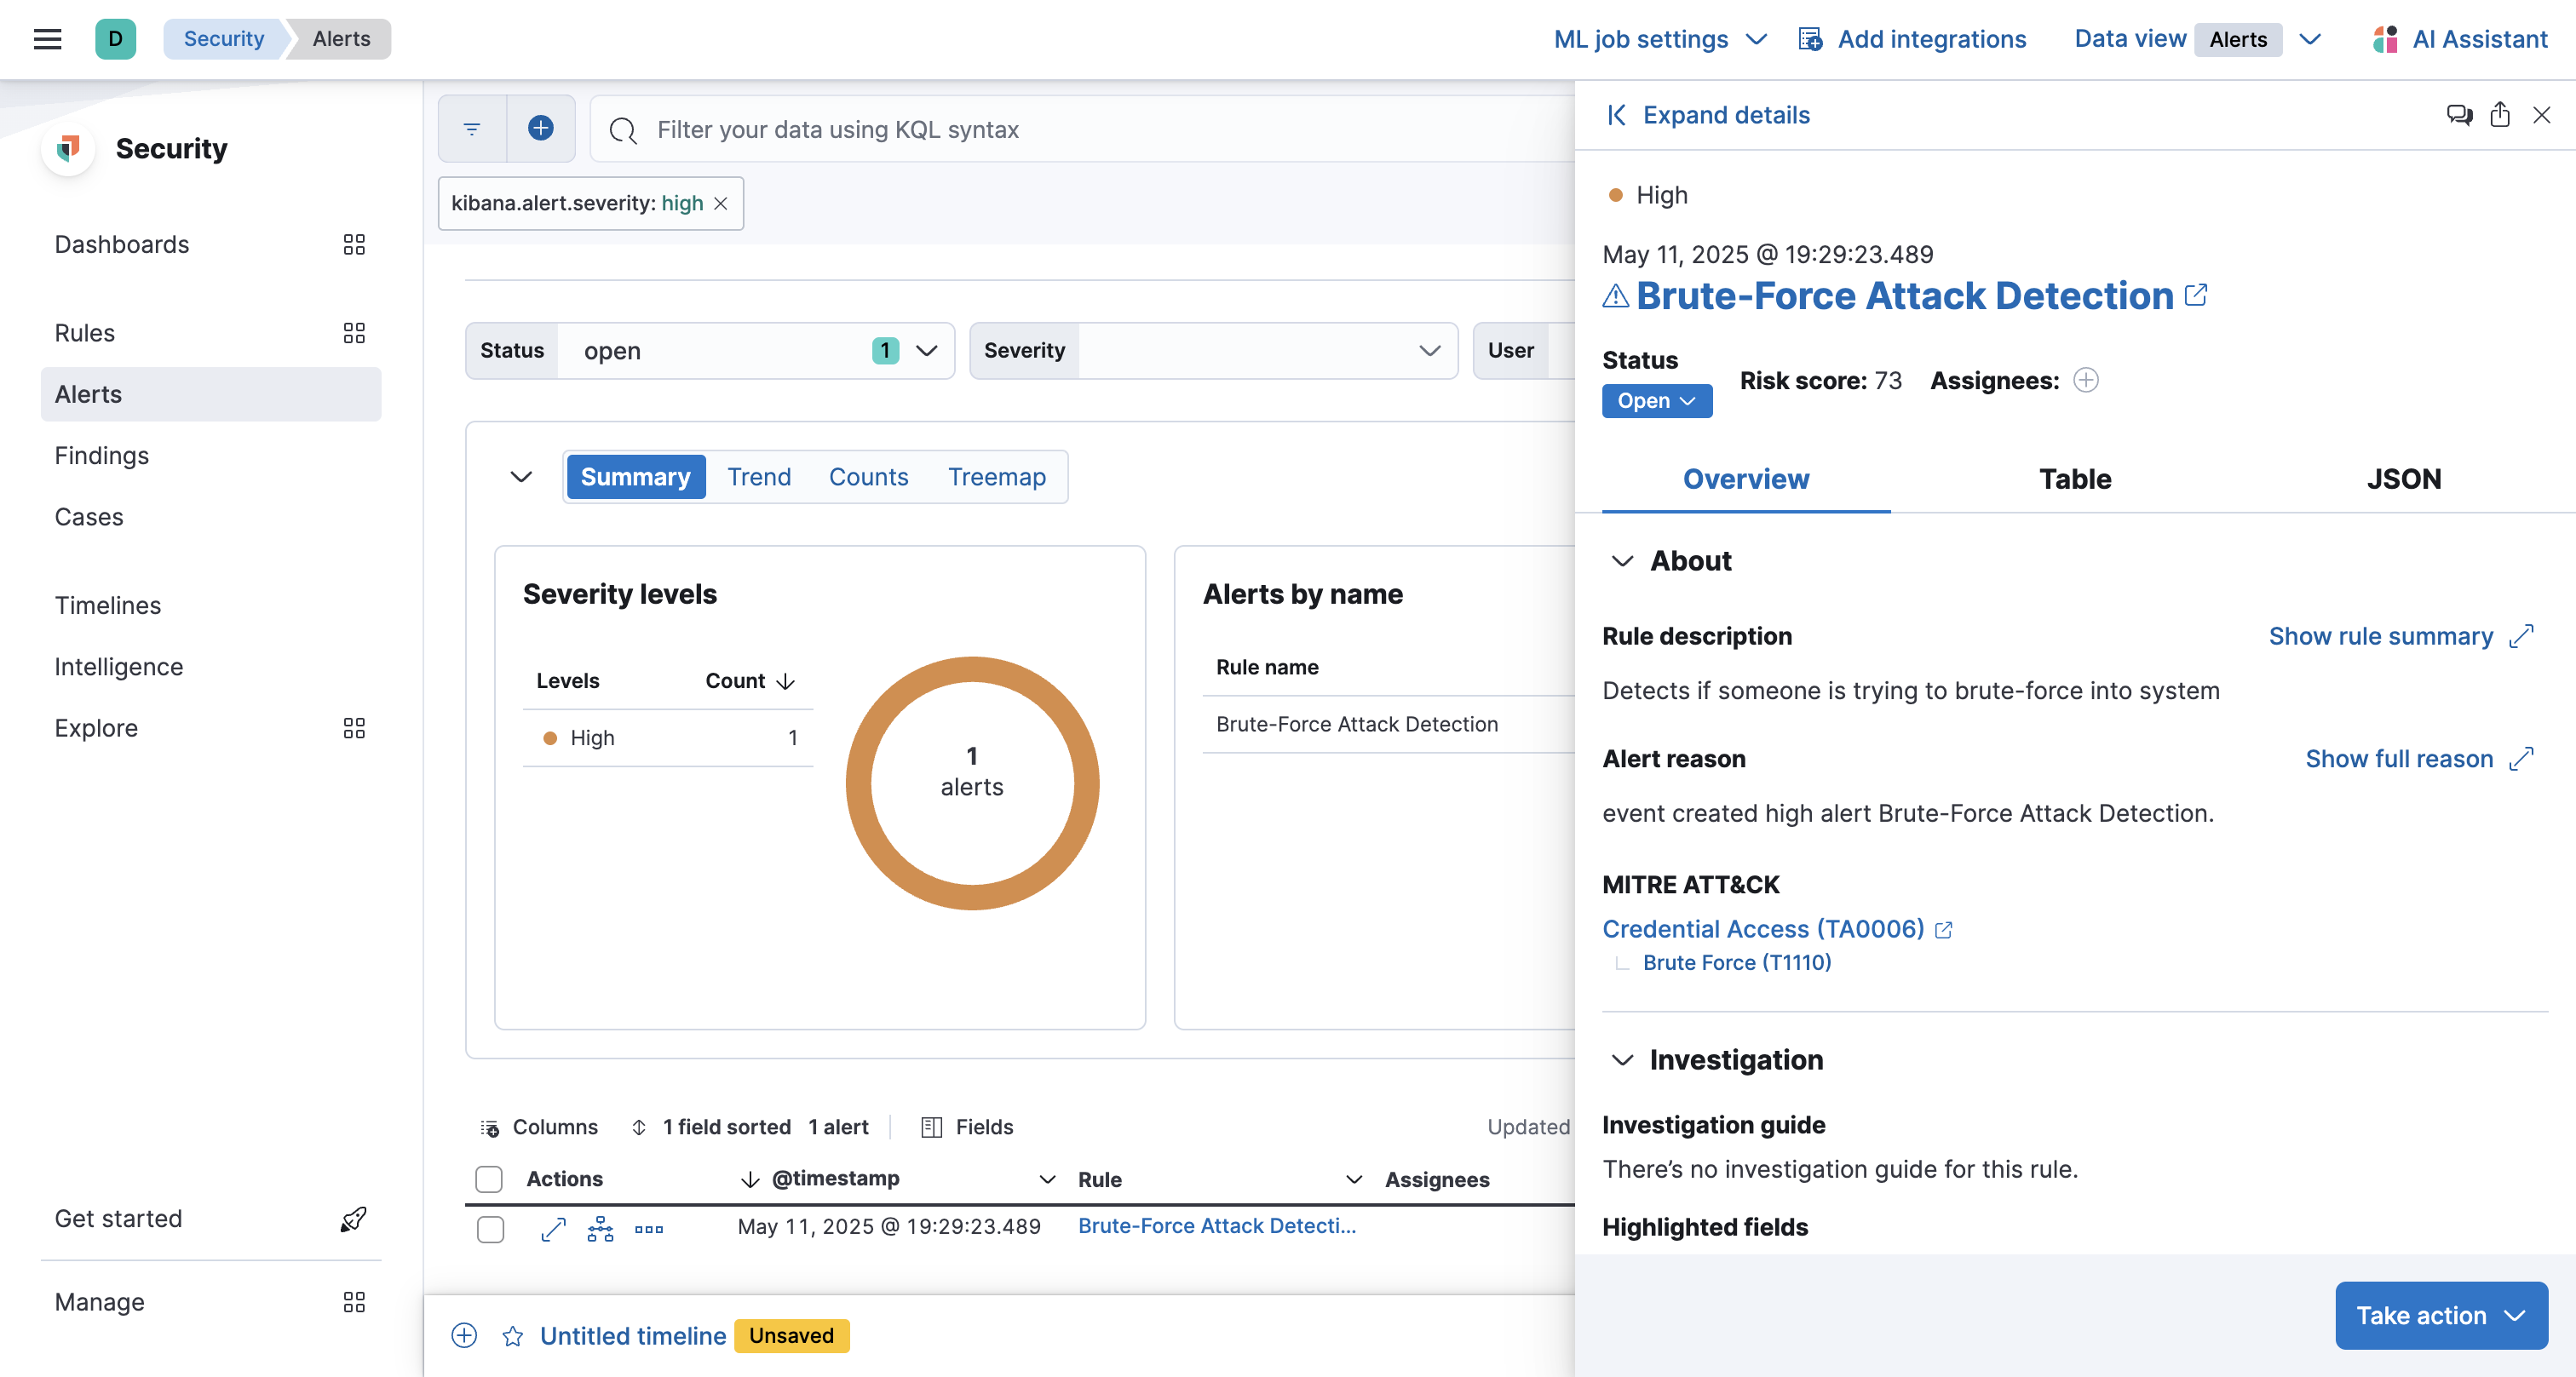 D
Security
Alerts
ML job settings
Add integrations
Data view
Alerts
AI Assistant
Security
Dashboards
Rules
Alerts
Findings
Cases
Timelines
Intelligence
Explore
Get started
Manage
Filter your data using KQL syntax
kibana.alert.severity: high
Status
open
1
Severity
User
Summary
Trend
Counts
Treemap
Severity levels
Levels
Count
High
1
1
alerts
Alerts by name
Rule name
Brute-Force Attack Detection
Columns
1 field sorted
1 alert
Fields
Updated
Actions
@timestamp
Rule
Assignees
May 11, 2025 @ 19:29:23.489
Brute-Force Attack Detecti...
Untitled timeline
Unsaved
Expand details
High
May 11, 2025 @ 19:29:23.489
Brute-Force Attack Detection
Status
Open
Risk score: 73
Assignees:
Overview
Table
JSON
About
Rule description
Show rule summary
Detects if someone is trying to brute-force into system
Alert reason
Show full reason
event created high alert Brute-Force Attack Detection.
MITRE ATT&CK
Credential Access (TA0006)
Brute Force (T1110)
Investigation
Investigation guide
There’s no investigation guide for this rule.
Highlighted fields
Take action